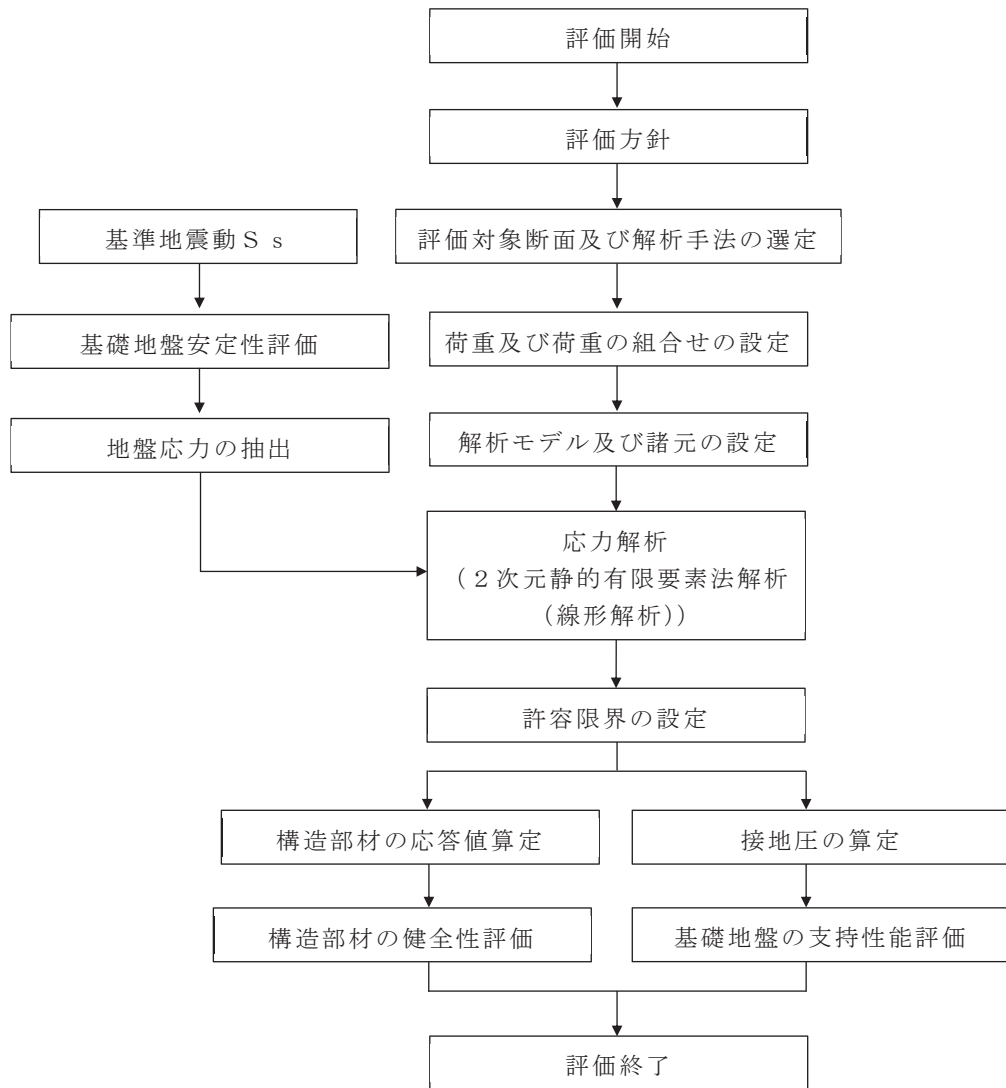 評価開始
評価方針
基準地震動Ｓｓ
評価対象断面及び解析手法の選定
基礎地盤安定性評価
荷重及び荷重の組合せの設定
地盤応力の抽出
解析モデル及び諸元の設定
応力解析
（２次元静的有限要素法解析
（線形解析））
許容限界の設定
構造部材の応答値算定
接地圧の算定
構造部材の健全性評価
基礎地盤の支持性能評価
評価終了